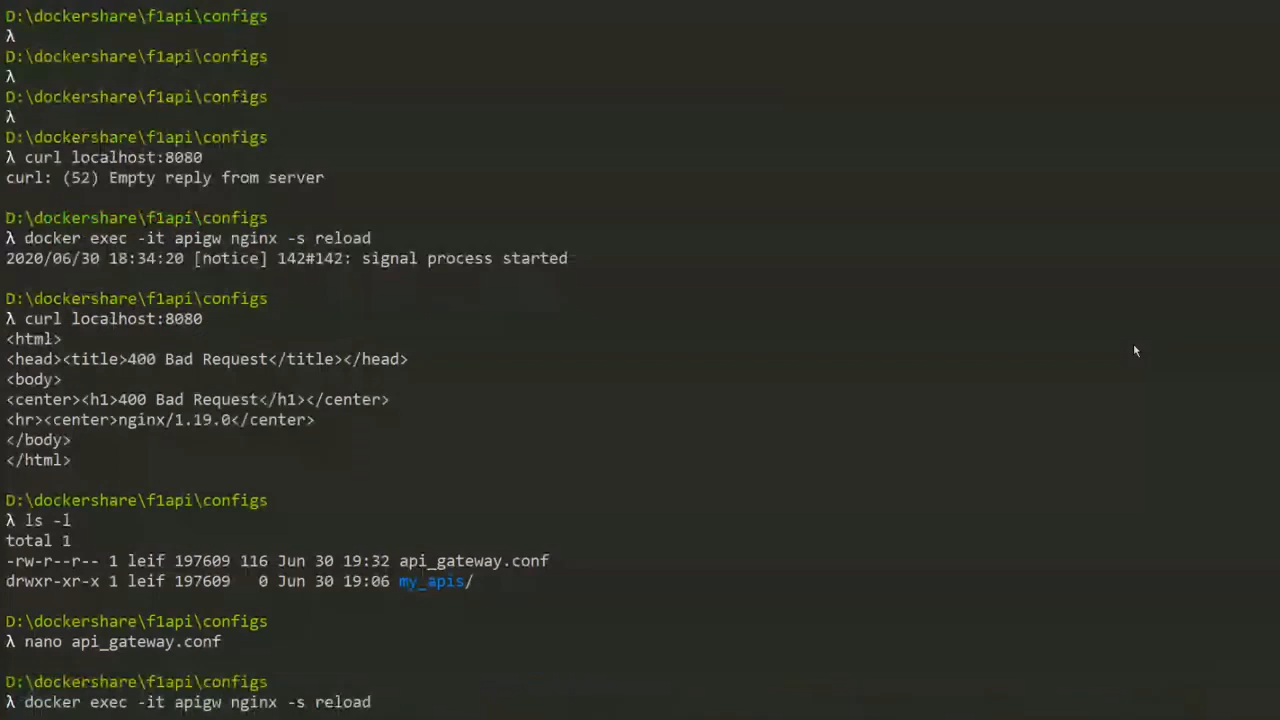 D:\dockershare\f1api\configs
λ
D:\dockershare\f1api\configs
λ
D:\dockershare\f1api\configs
λ
D:\dockershare\f1api\configs
λ curl localhost:8080
curl: (52) Empty reply from server
D:\dockershare\f1api\configs
λ docker exec -it apigw nginx -s reload
2020/06/30 18:34:20 [notice] 142#142: signal process started
D:\dockershare\f1api\configs
λ curl localhost:8080
<html>
<head><title>400 Bad Request</title></head>
<body>
<center><h1>400 Bad Request</h1></center>
<hr><center>nginx/1.19.0</center>
</body>
</html>
D:\dockershare\f1api\configs
λ ls -l
total 1
-rw-r--r-- 1 leif 197609 116 Jun 30 19:32 api_gateway.conf
drwxr-xr-x 1 leif 197609   0 Jun 30 19:06 my_apis/
D:\dockershare\f1api\configs
λ nano api_gateway.conf
D:\dockershare\f1api\configs
λ docker exec -it apigw nginx -s reload